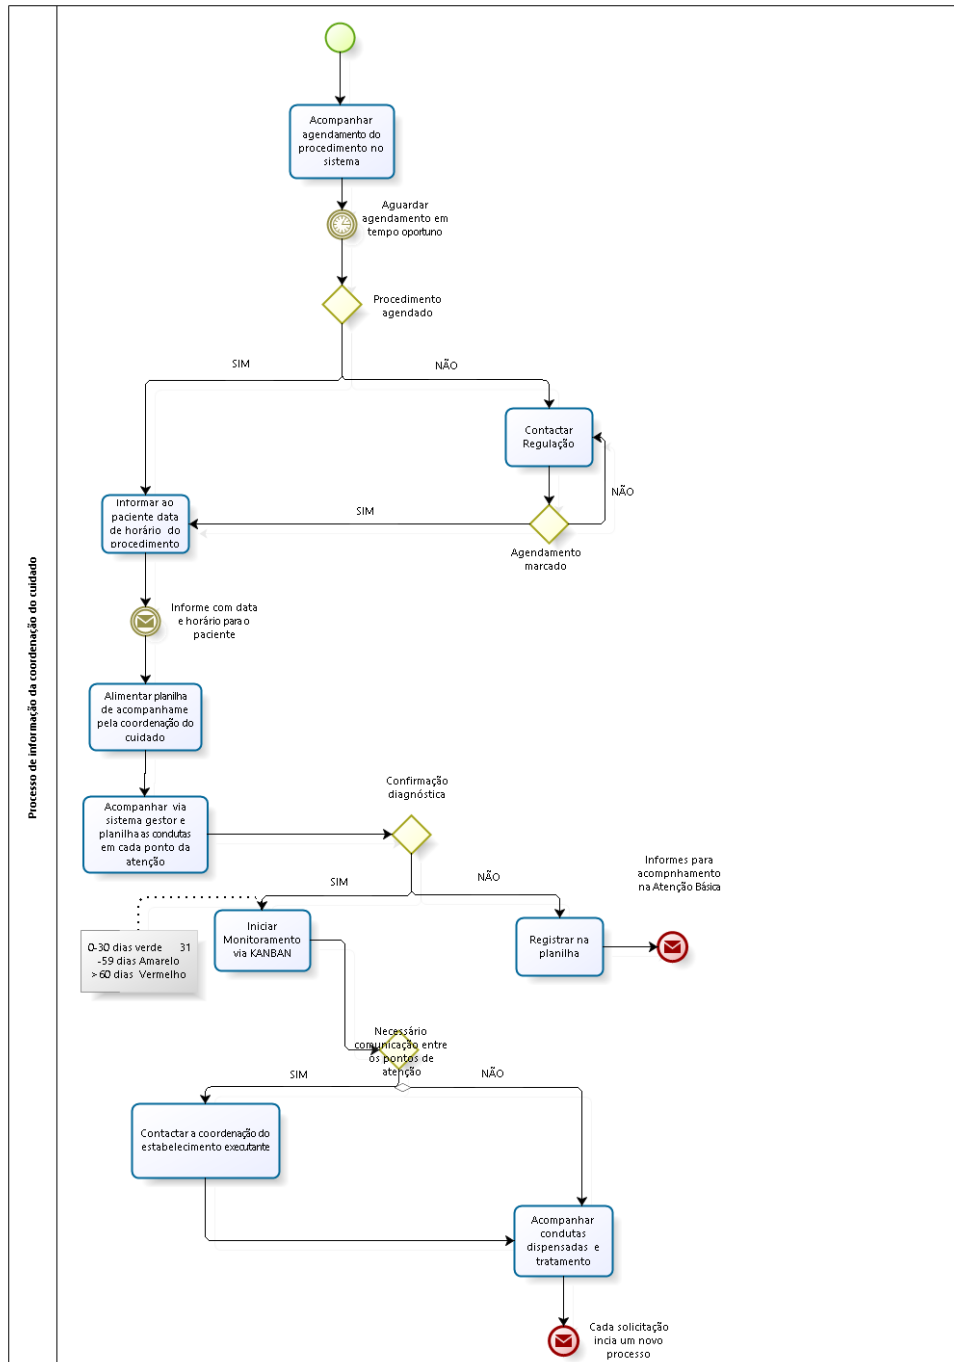 Processo de informação da coordenação do cuidado
Acompanhar
agendamento do
procedimento no
sistema
Aguardar
agendamento em
tempo oportuno
Procedimento
agendado
SIM
NÃO
Contactar
Regulação
NÃO
SIM
Agendamento
marcado
Informar ao
paciente data
de horário do
procedimento
Informe com data
e horário para o
paciente
Alimentar planilha
de acompanhame
pela coordenação do
cuidado
Acompanhar via
sistema gestor e
planilha as condutas
em cada ponto da
atenção
Confirmação
diagnóstica
SIM
NÃO
Informes para
acompnhamento
na Atenção Básica
0-30 dias verde 31
-59 dias Amarelo
> 60 dias Vermelho
Iniciar
Monitoramento
via KANBAN
Registrar na
planilha
Necessário
comunicação entre
os pontos de
atenção
SIM
NÃO
Contactar a coordenação do
estabelecimento executante
Acompanhar
condutas
dispensadas e
tratamento
Cada solicitação
incia um novo
processo